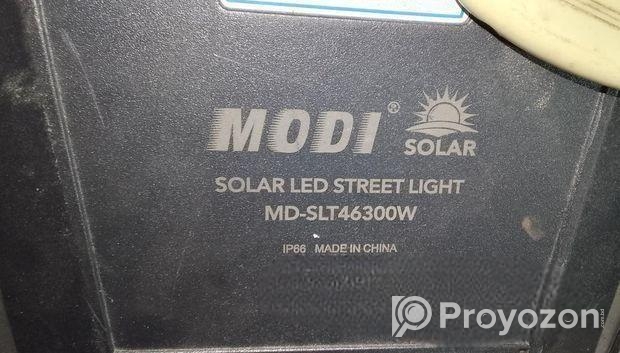 MODI®
SOLAR
SOLAR LED STREET LIGHT
MD-SLT46300W
IP66 MADE IN CHINA
Proyozon